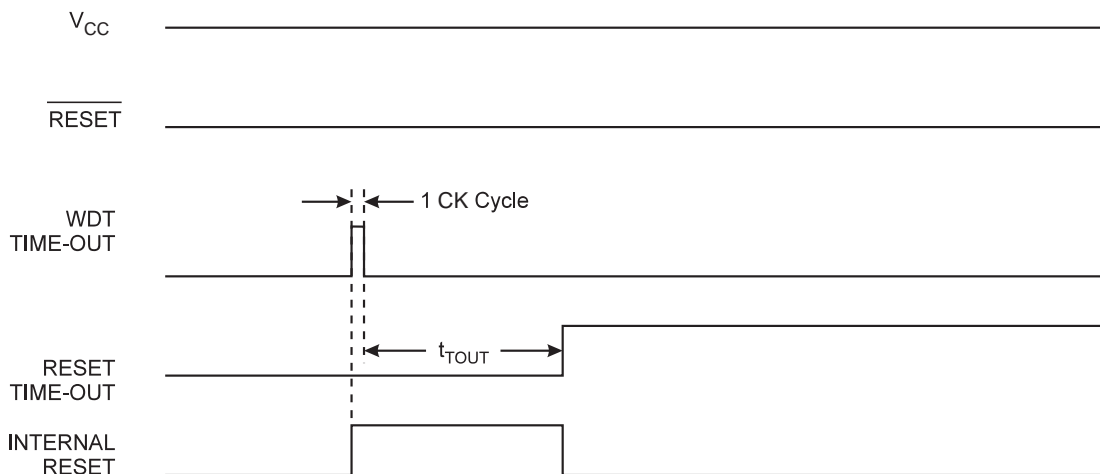 VCC
RESET
1 CK Cycle
WDT
TIME-OUT
tTOUT
RESET
TIME-OUT
INTERNAL
RESET